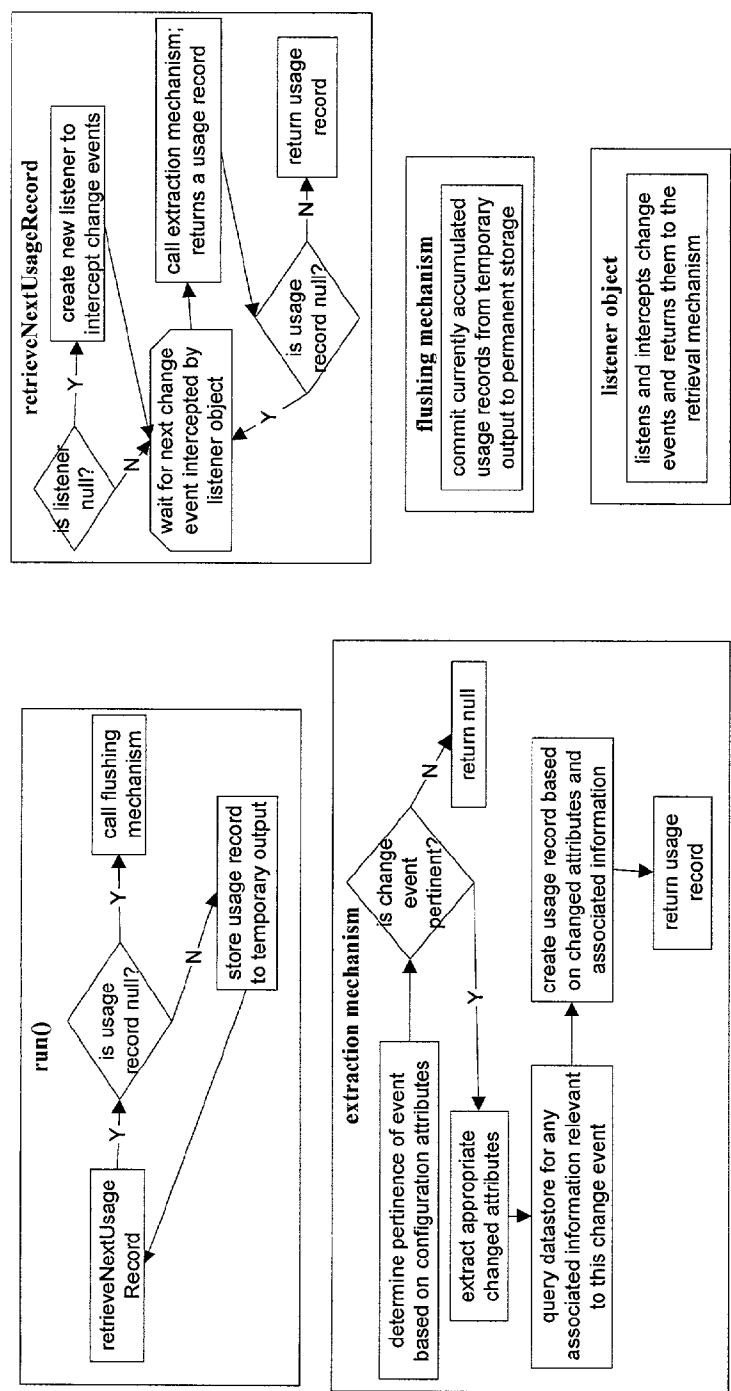 run()
retrieveNextUsage
Record
Y
is usage
record null?
Y
call flushing
mechanism
N
store usage record
to temporary output
retrieveNextUsageRecord
is listener
null?
Y
create new listener to
intercept change events
N
wait for next change
event intercepted by
listener object
call extraction mechanism;
returns a usage record
Y
is usage
record null?
N
return usage
record
extraction mechanism
determine pertinence of event
based on configuration attributes
is change
event
pertinent?
N
return null
Y
extract appropriate
changed attributes
query datastore for any
associated information relevant
to this change event
create usage record based
on changed attributes and
associated information
return usage
record
flushing mechanism
commit currently accumulated
usage records from temporary
output to permanent storage
listener object
listens and intercepts change
events and returns them to the
retrieval mechanism